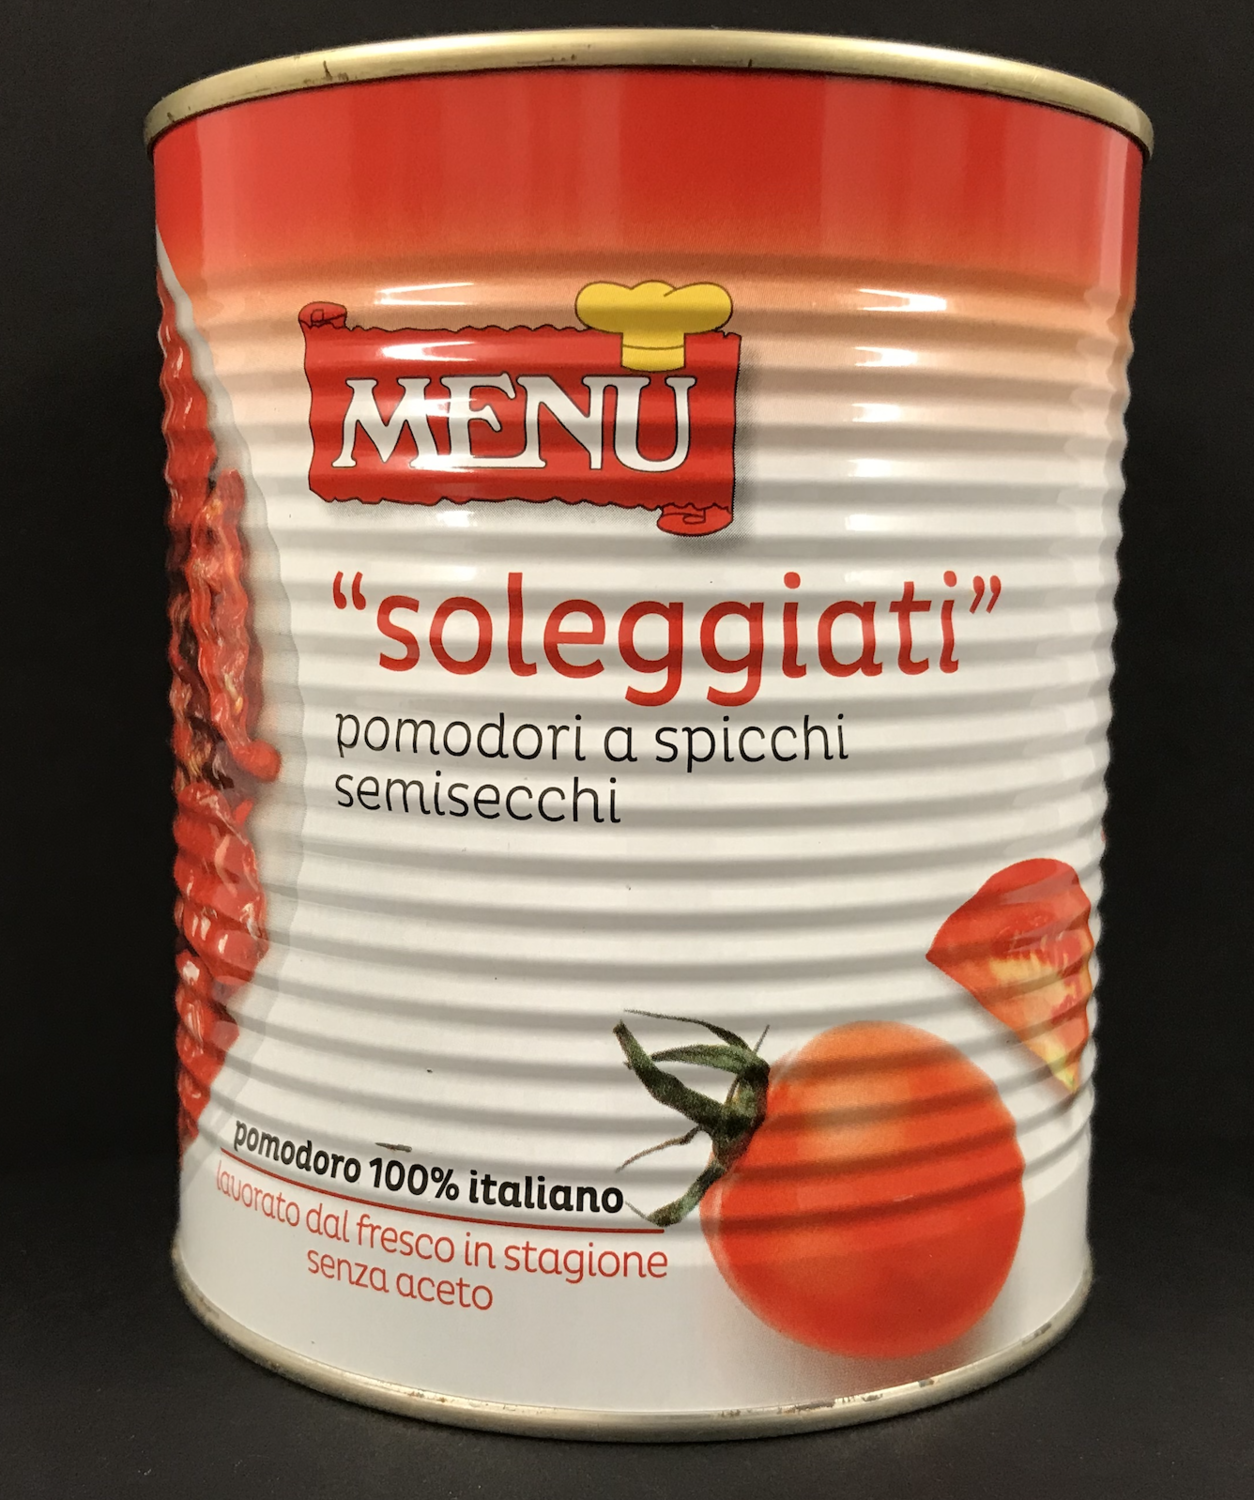 MENU
“soleggiati”
pomodori a spicchi
semisecchi
pomodoro 100% italiano
lavorato dal fresco in stagione
senza aceto